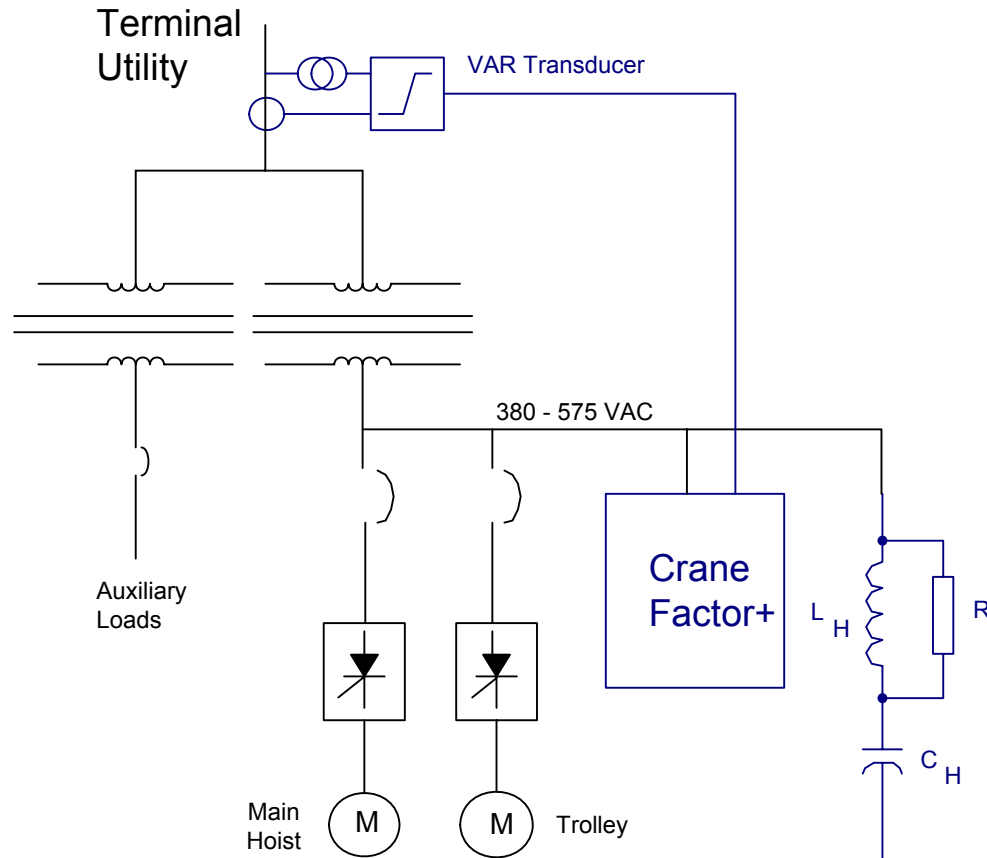 Terminal
Utility
VAR Transducer
380 - 575 VAC
Auxiliary
Loads
Crane
Factor+
L H
R
C H
Main
Hoist
M
M
Trolley